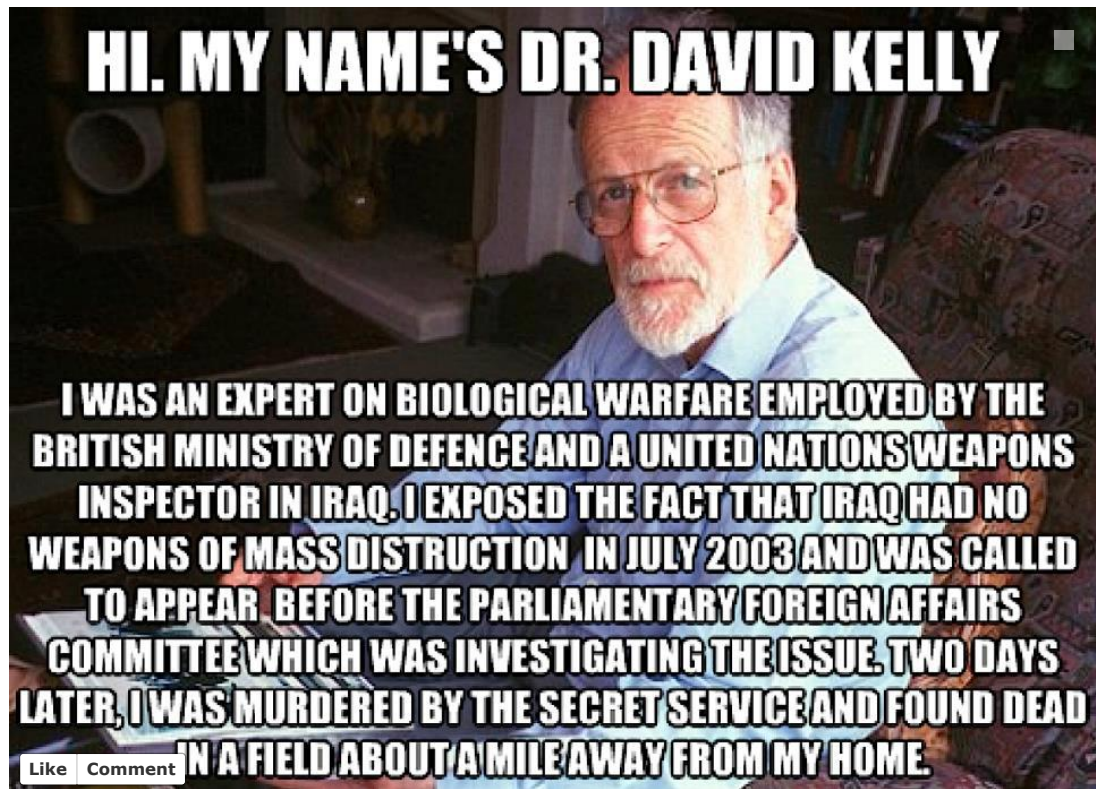 HI. MY NAME'S DR. DAVID KELLY
I WAS AN EXPERT ON BIOLOGICAL WARFARE EMPLOYED BY THE
BRITISH MINISTRY OF DEFENCE AND A UNITED NATIONS WEAPONS
INSPECTOR IN IRAQ. I EXPOSED THE FACT THAT IRAQ HAD NO
WEAPONS OF MASS DISTRUCTION IN JULY 2003 AND WAS CALLED
TO APPEAR BEFORE THE PARLIAMENTARY FOREIGN AFFAIRS
COMMITTEE WHICH WAS INVESTIGATING THE ISSUE. TWO DAYS
LATER, I WAS MURDERED BY THE SECRET SERVICE AND FOUND DEAD
IN A FIELD ABOUT A MILE AWAY FROM MY HOME.
Like Comment